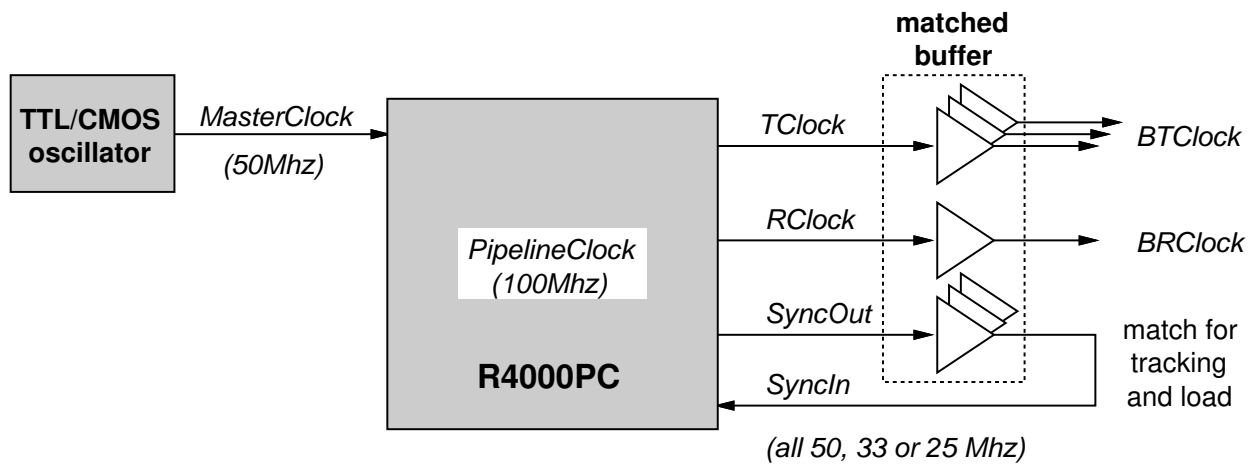 matched
buffer
TTL/CMOS
oscillator
MasterClock
(50Mhz)
TClock
BTClock
RClock
BRClock
PipelineClock
(100Mhz)
SyncOut
match for
tracking
and load
R4000PC
SyncIn
(all 50, 33 or 25 Mhz)